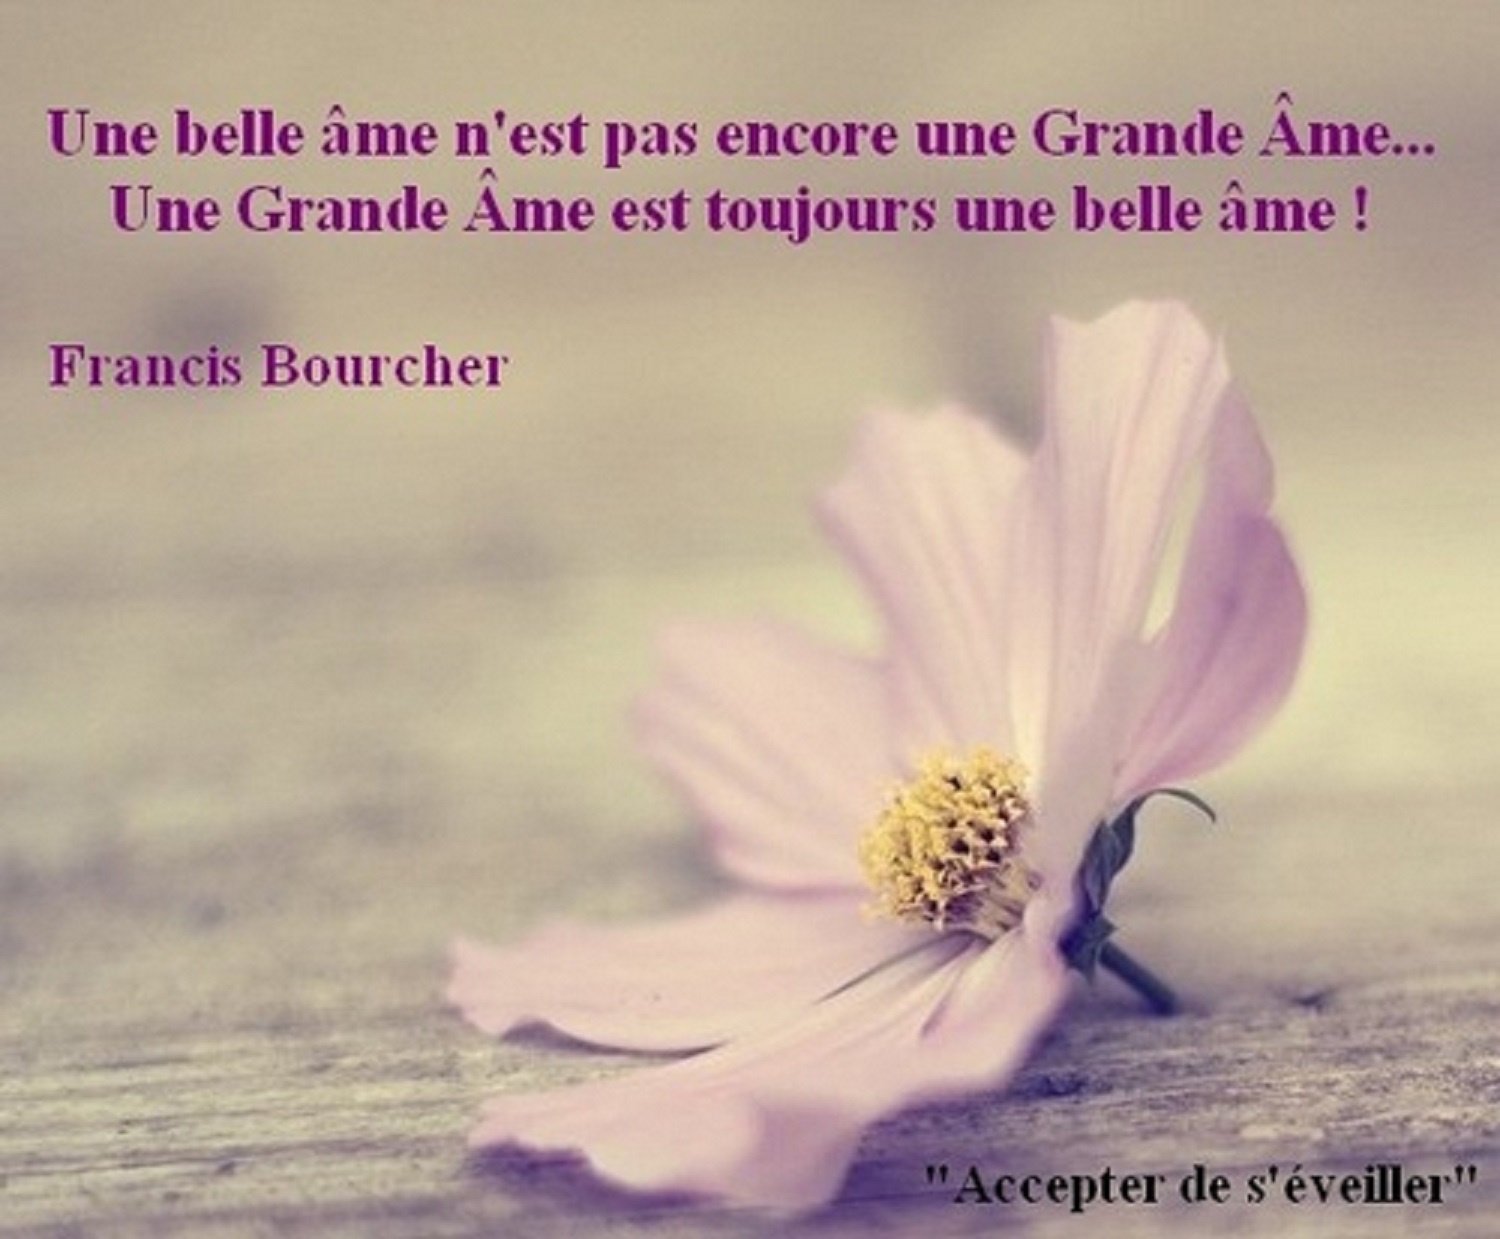 Une belle âme n'est pas encore une Grande Âme...
Une Grande Âme est toujours une belle âme !
Francis Bourcher
"Accepter de s'éveiller"